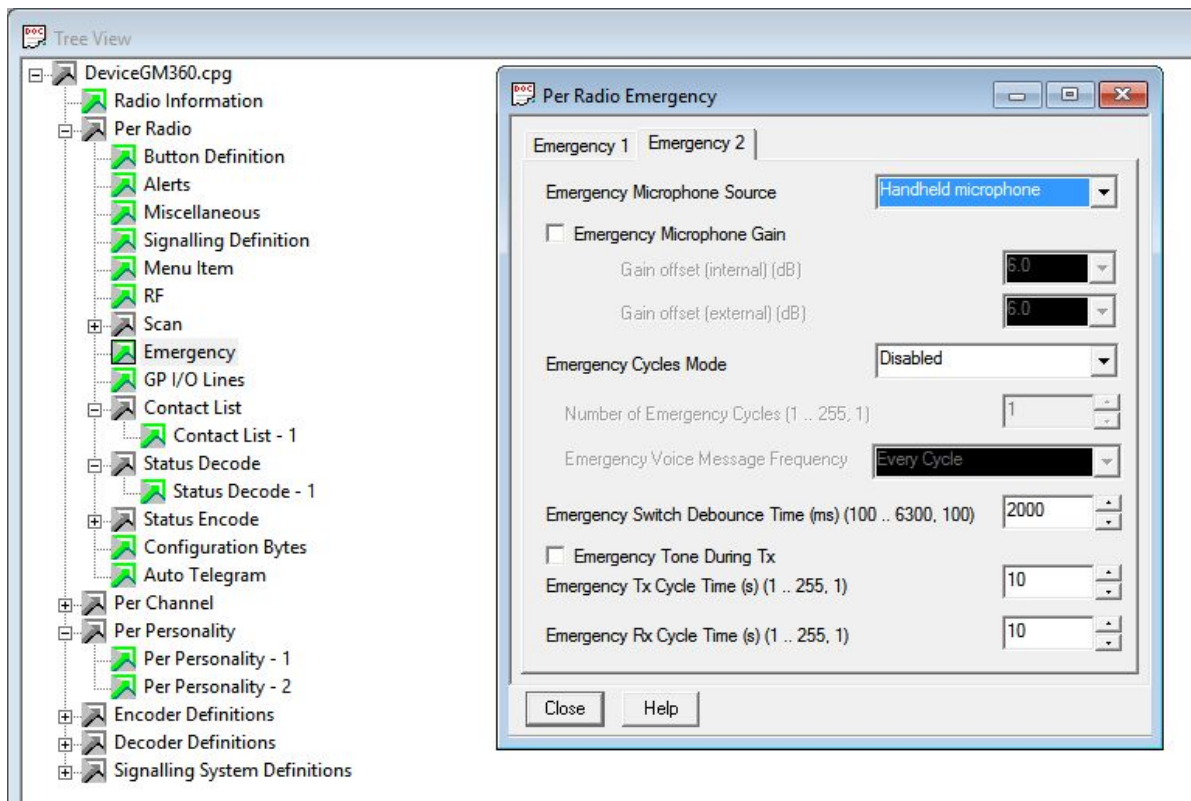 Tree View
DeviceGM360.cpg
Radio Information
Per Radio
Button Definition
Alerts
Miscellaneous
Signalling Definition
Menu Item
RF
Scan
Emergency
GP I/O Lines
Contact List
Contact List - 1
Status Decode
Status Decode - 1
Status Encode
Configuration Bytes
Auto Telegram
Per Channel
Per Personality
Per Personality - 1
Per Personality - 2
Encoder Definitions
Decoder Definitions
Signalling System Definitions
Per Radio Emergency
Emergency 1 Emergency 2
Emergency Microphone Source Handheld microphone
Emergency Microphone Gain
Gain offset (internal) (dB) 6.0
Gain offset (external) (dB) 6.0
Emergency Cycles Mode Disabled
Number of Emergency Cycles (1 .. 255, 1) 1
Emergency Voice Message Frequency Every Cycle
Emergency Switch Debounce Time (ms) (100 .. 6300, 100) 2000
Emergency Tone During Tx
Emergency Tx Cycle Time (s) (1 .. 255, 1) 10
Emergency Rx Cycle Time (s) (1 .. 255, 1) 10
Close Help